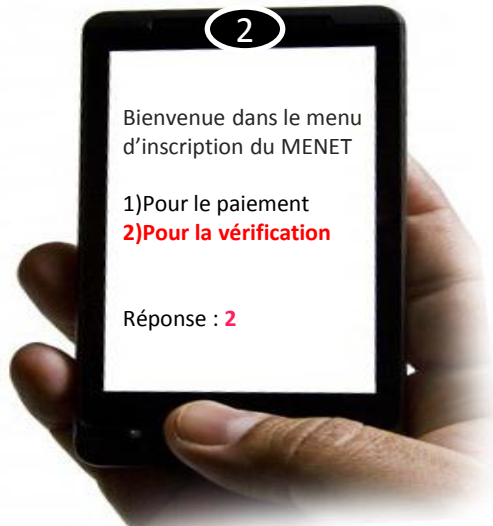 2
Bienvenue dans le menu
d’inscription du MENET
1)Pour le paiement
2)Pour la vérification
Réponse : 2